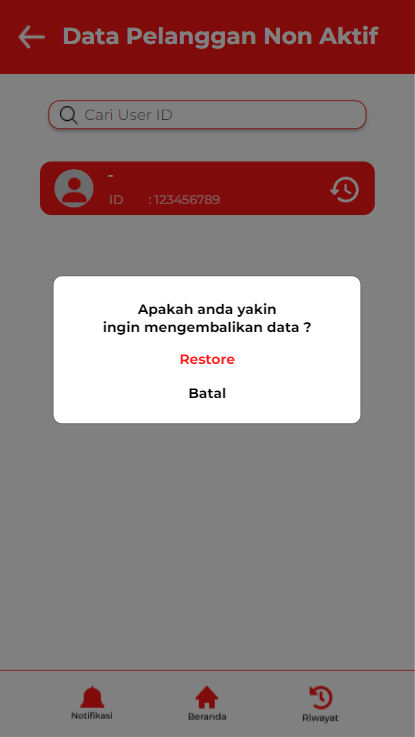 Data Pelanggan Non Aktif
Cari User ID
-
ID : 123456789
Apakah anda yakin
ingin mengembalikan data ?
Restore
Batal
Notifikasi
Beranda
Riwayat